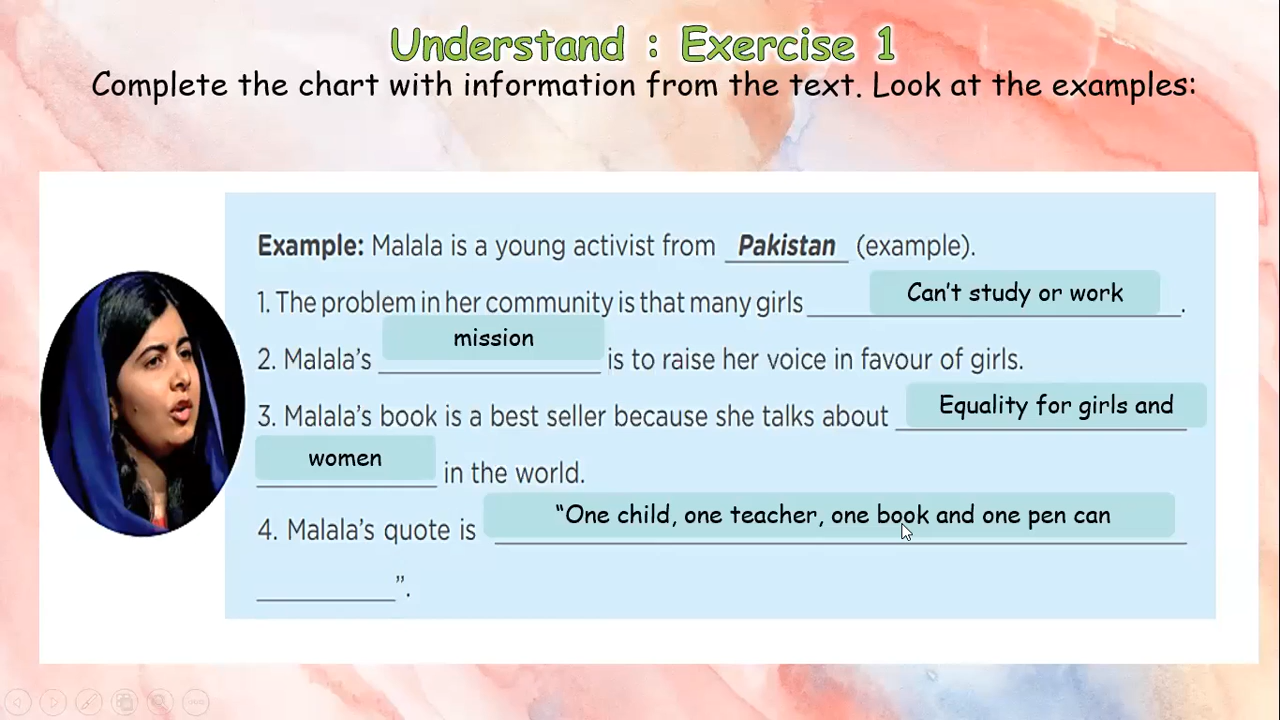 Understand : Exercise 1
Complete the chart with information from the text. Look at the examples:
Example: Malala is a young activist from Pakistan (example).
1. The problem in her community is that many girls Can't study or work.
2. Malala's mission is to raise her voice in favour of girls.
3. Malala's book is a best seller because she talks about Equality for girls and
women in the world.
4. Malala's quote is "One child, one teacher, one book and one pen can
__________".